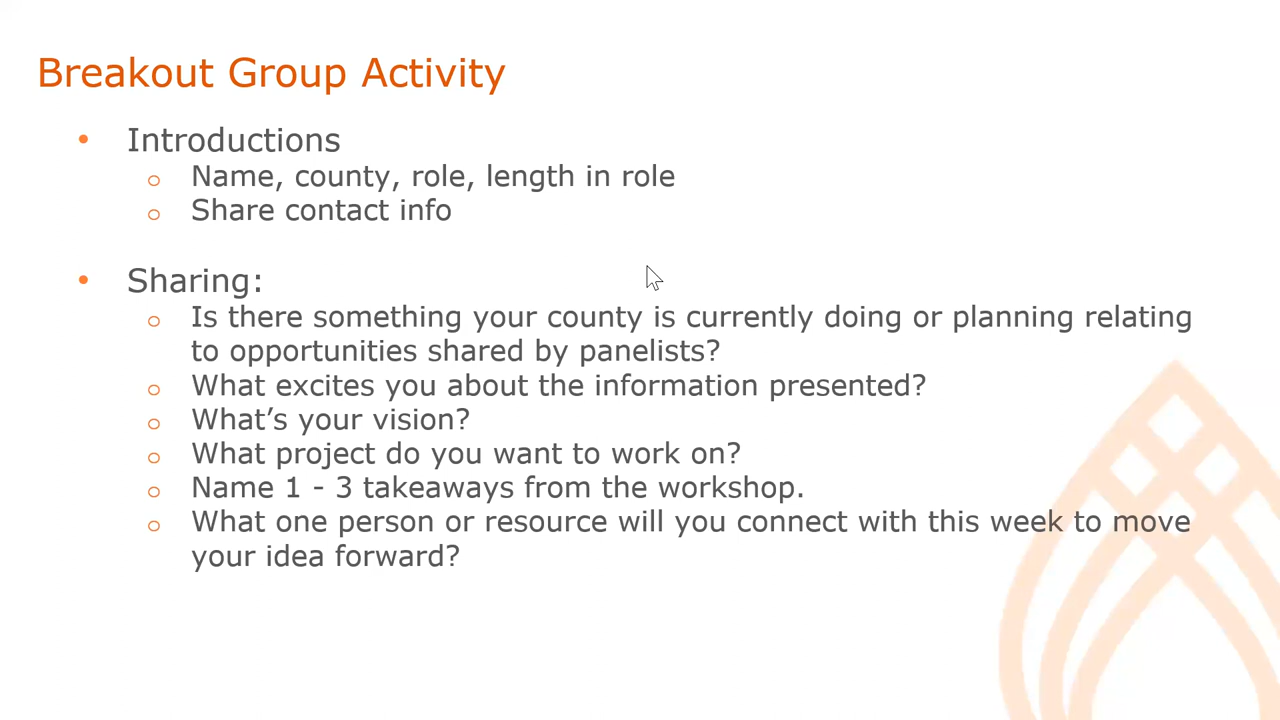 Breakout Group Activity
• Introductions
o Name, county, role, length in role
o Share contact info
• Sharing:
o Is there something your county is currently doing or planning relating
to opportunities shared by panelists?
o What excites you about the information presented?
o What’s your vision?
o What project do you want to work on?
o Name 1 - 3 takeaways from the workshop.
o What one person or resource will you connect with this week to move
your idea forward?